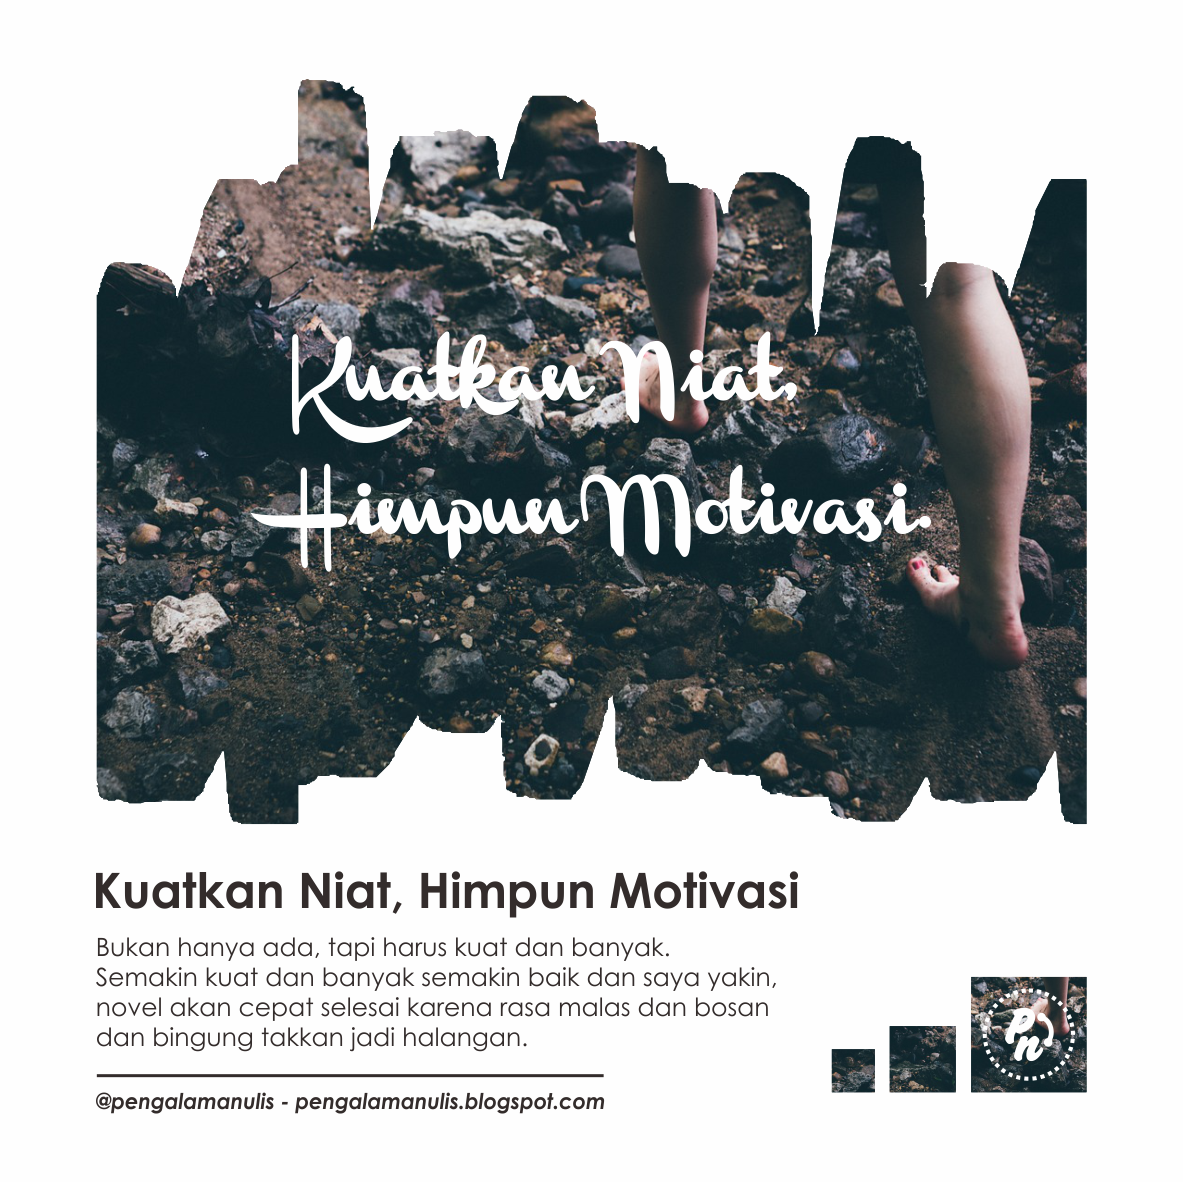 Kuatkan Niat,
Himpun Motivasi.
Kuatkan Niat, Himpun Motivasi
Bukan hanya ada, tapi harus kuat dan banyak.
Semakin kuat dan banyak semakin baik dan saya yakin,
novel akan cepat selesai karena rasa malas dan bosan
dan bingung takkan jadi halangan.
Pn
@pengalamanulis - pengalamanulis.blogspot.com